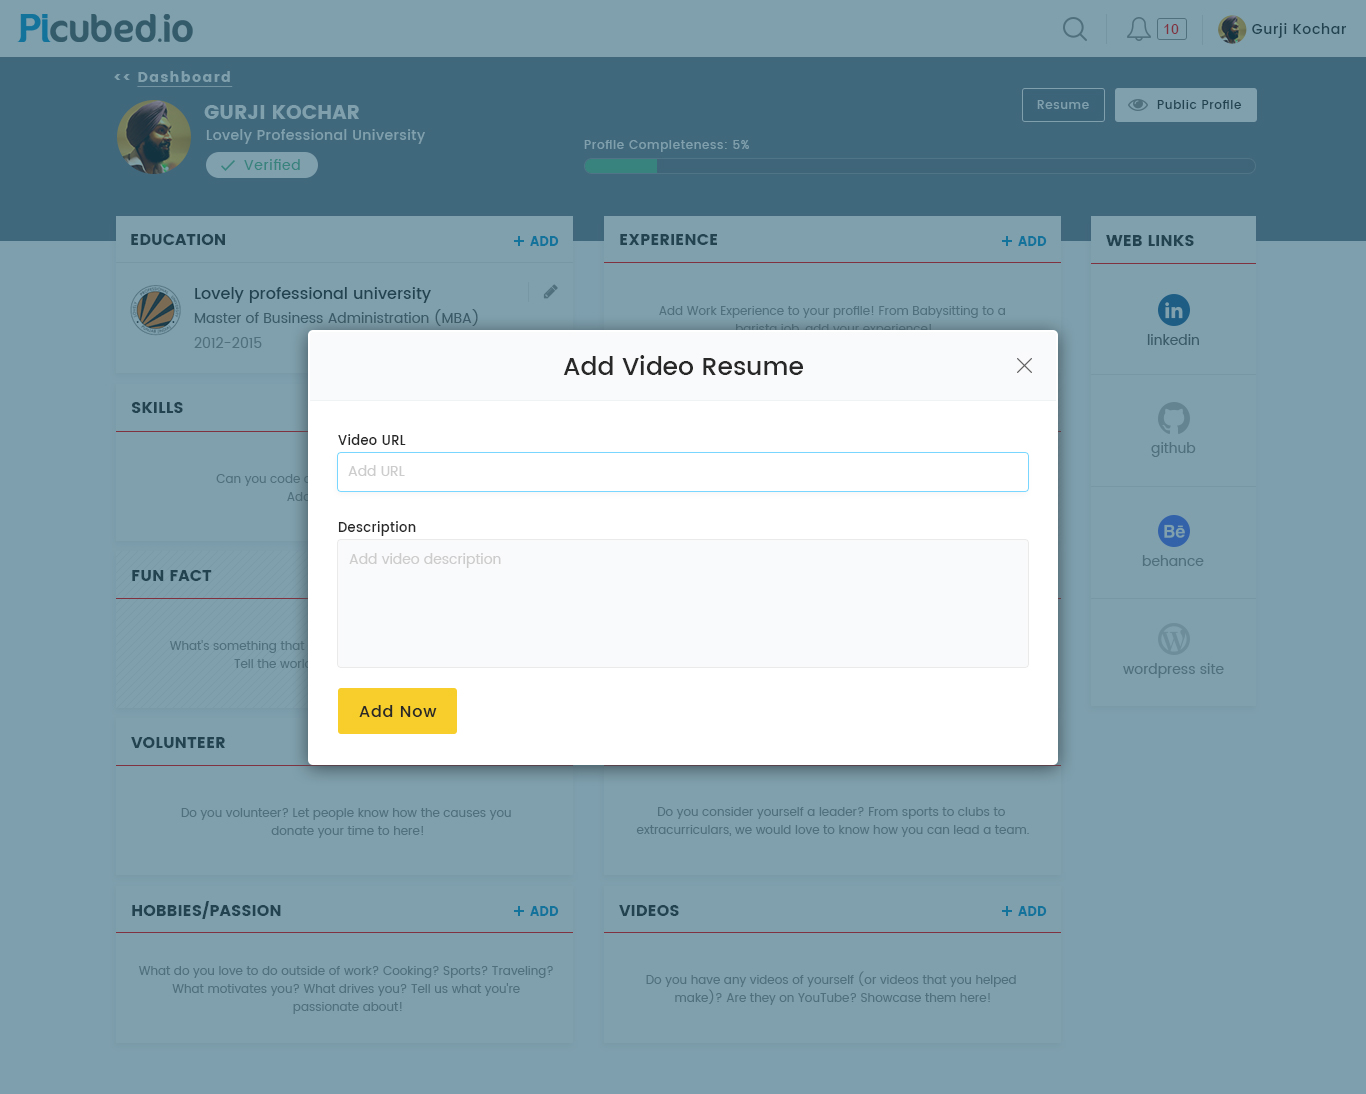 Picubed.io
10
Gurji Kochar
<< Dashboard
GURJI KOCHAR
Lovely Professional University
Verified
Resume
Public Profile
Profile Completeness: 5%
EDUCATION
+ ADD
Lovely professional university
Master of Business Administration (MBA)
2012-2015
EXPERIENCE
+ ADD
Add Work Experience to your profile! From Babysitting to a
barista job, add your experience!
WEB LINKS
in
linkedin
github
Bē
behance
wordpress site
SKILLS
Can you code
Add
FUN FACT
What's something that
Tell the world
Add Video Resume
Video URL
Add URL
Description
Add video description
Add Now
VOLUNTEER
Do you volunteer? Let people know how the causes you
donate your time to here!
Do you consider yourself a leader? From sports to clubs to
extracurriculars, we would love to know how you can lead a team.
HOBBIES/PASSION
+ ADD
What do you love to do outside of work? Cooking? Sports? Traveling?
What motivates you? What drives you? Tell us what you're
passionate about!
VIDEOS
+ ADD
Do you have any videos of yourself (or videos that you helped
make)? Are they on YouTube? Showcase them here!